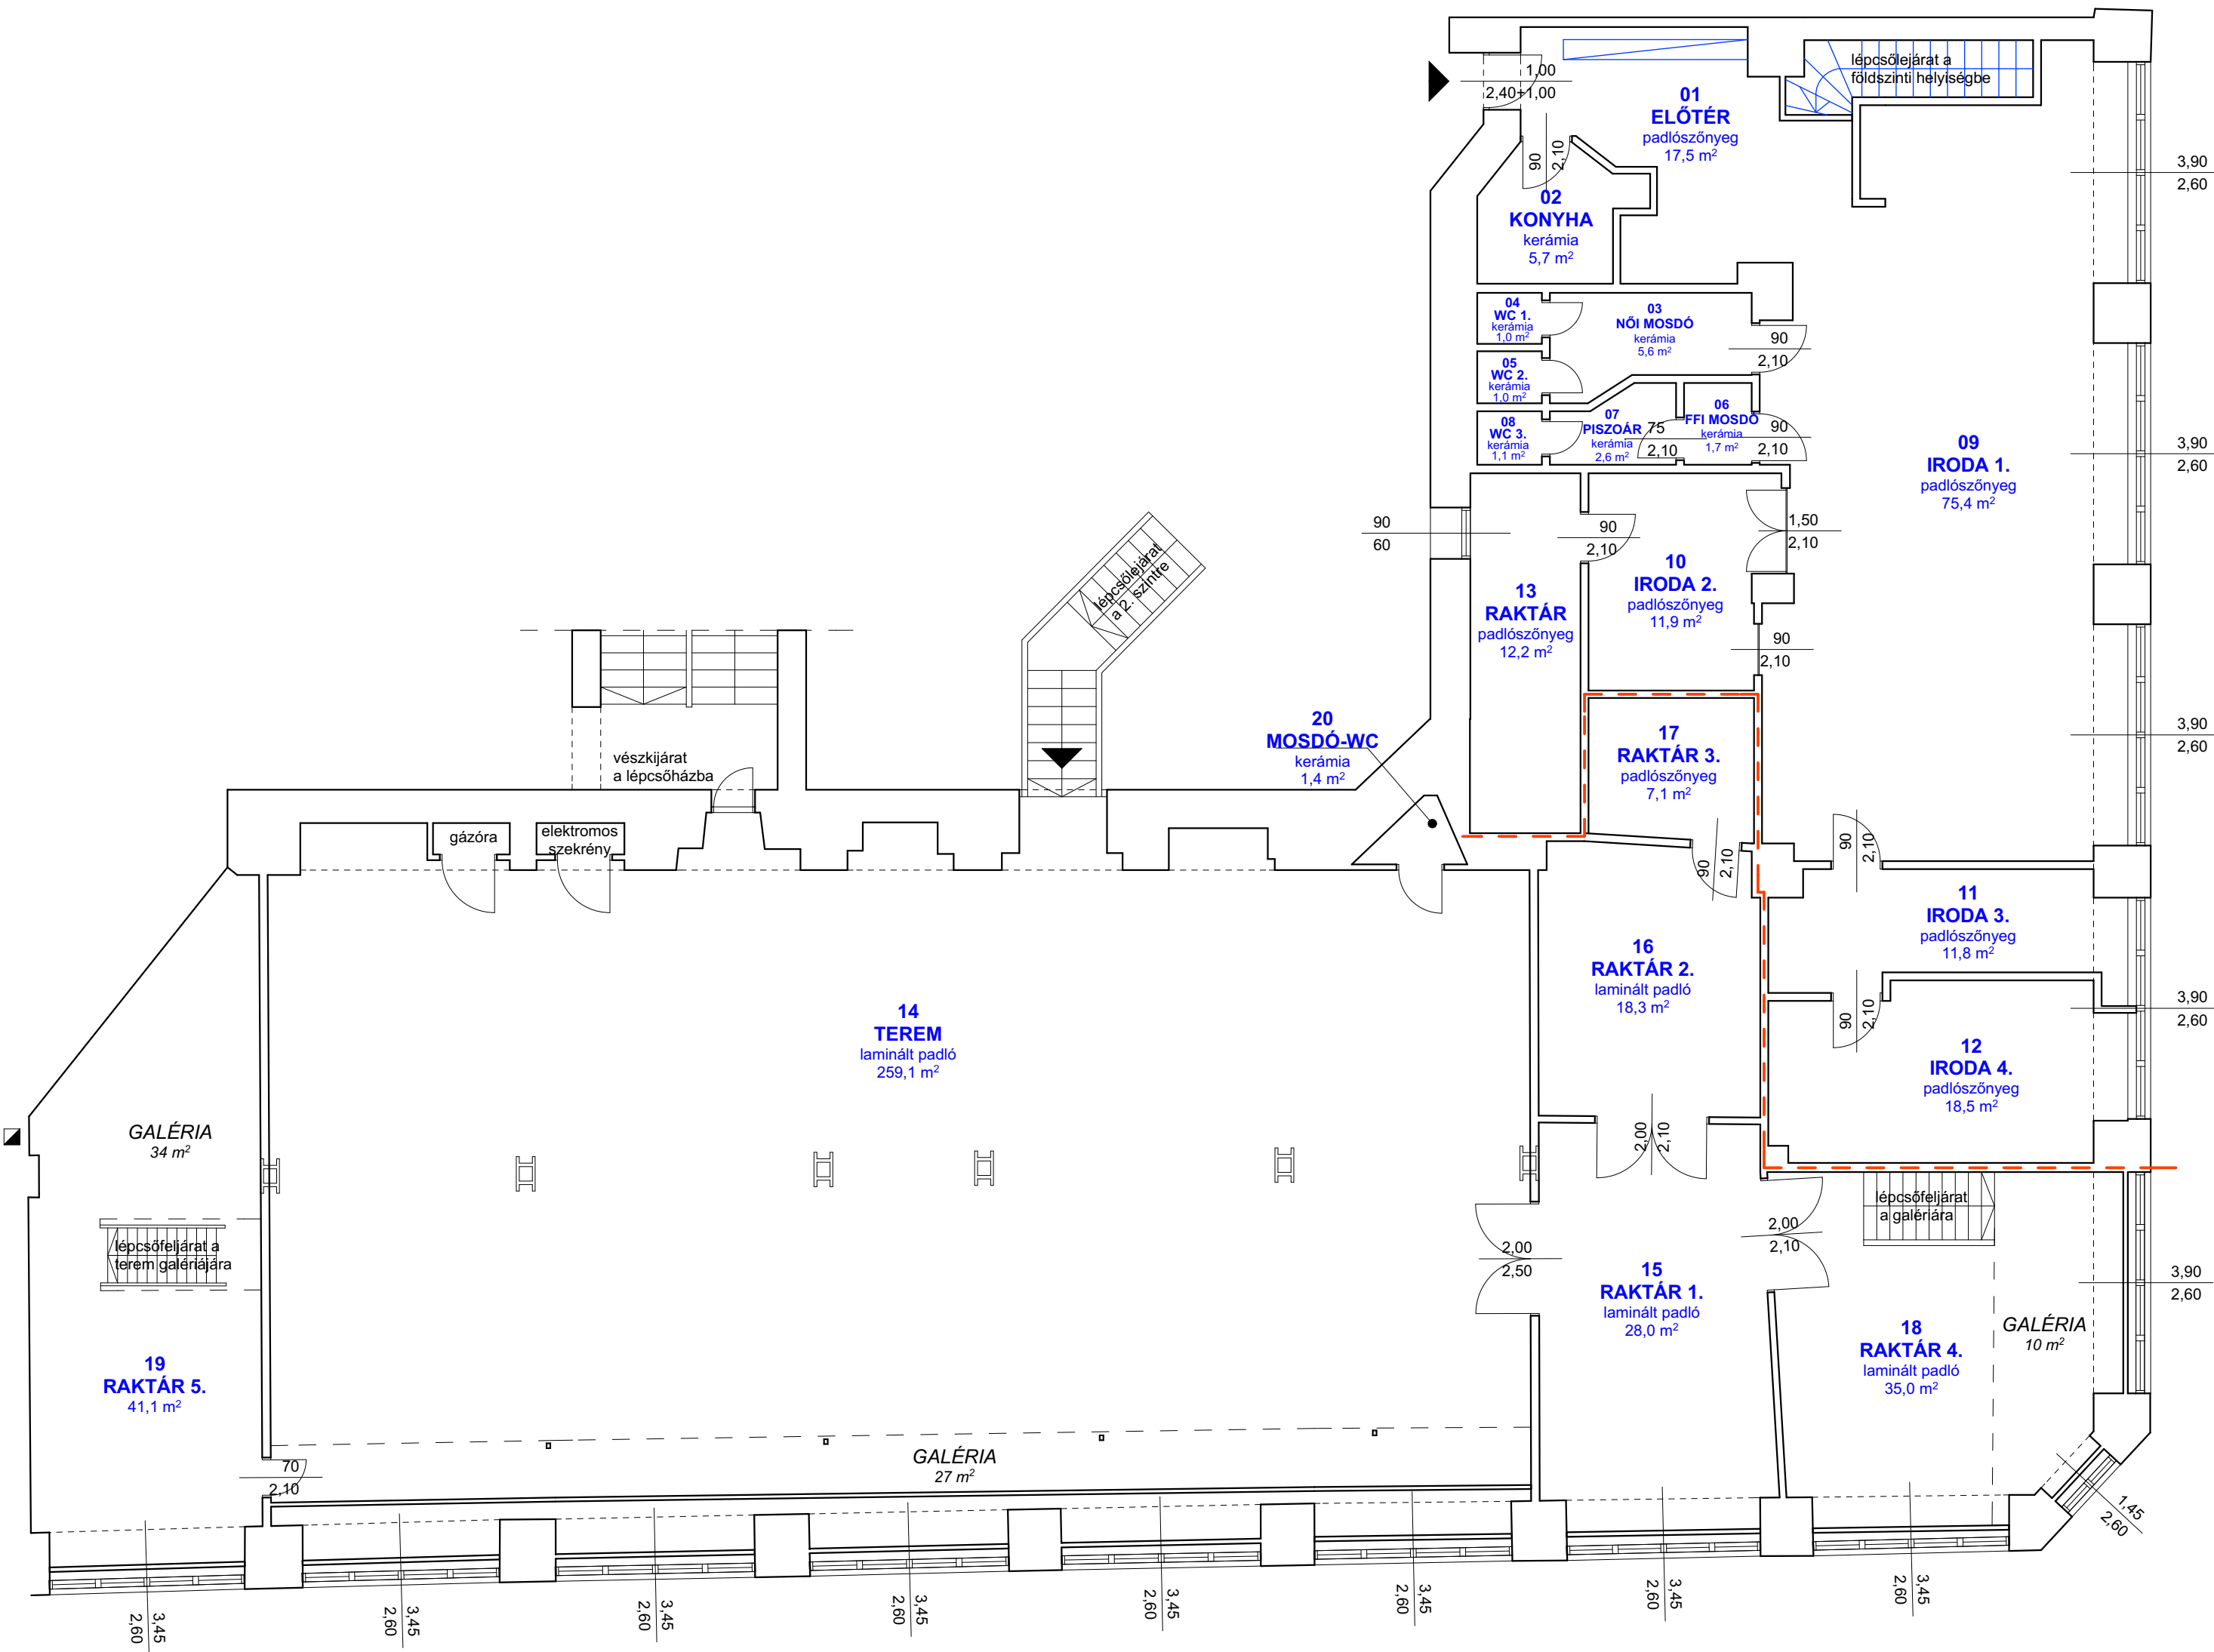 lépcsőlejárat a
földszinti helyiségbe
1,00
2,40+1,00
01
ELŐTÉR
padlószőnyeg
17,5 m²
90
2,10
02
KONYHA
kerámia
5,7 m²
3,90
2,60
04
WC 1.
kerámia
1,0 m²
03
NŐI MOSDÓ
kerámia
5,6 m²
90
2,10
05
WC 2.
kerámia
1,0 m²
08
WC 3.
kerámia
1,1 m²
07
PISZOÁR
kerámia
2,6 m²
75
2,10
06
FFI MOSDÓ
kerámia
1,7 m²
90
2,10
09
IRODA 1.
padlószőnyeg
75,4 m²
3,90
2,60
90
60
90
2,10
1,50
2,10
10
IRODA 2.
padlószőnyeg
11,9 m²
13
RAKTÁR
padlószőnyeg
12,2 m²
90
2,10
lépcsőlejárat
a 2. szintre
20
MOSDÓ-WC
kerámia
1,4 m²
17
RAKTÁR 3.
padlószőnyeg
7,1 m²
3,90
2,60
vészkijárat
a lépcsőházba
gázóra
elektromos
szekrény
90
2,10
90
2,10
11
IRODA 3.
padlószőnyeg
11,8 m²
16
RAKTÁR 2.
laminált padló
18,3 m²
3,90
2,60
90
2,10
14
TEREM
laminált padló
259,1 m²
12
IRODA 4.
padlószőnyeg
18,5 m²
GALÉRIA
34 m²
2,00
2,10
lépcsőfeljárat
a galériára
2,00
2,10
lépcsőfeljárat a
terem galériájára
2,00
2,50
15
RAKTÁR 1.
laminált padló
28,0 m²
3,90
2,60
18
RAKTÁR 4.
laminált padló
35,0 m²
GALÉRIA
10 m²
19
RAKTÁR 5.
41,1 m²
GALÉRIA
27 m²
70
2,10
1,45
2,60
3,45
2,60
3,45
2,60
3,45
2,60
3,45
2,60
3,45
2,60
3,45
2,60
3,45
2,60
3,45
2,60